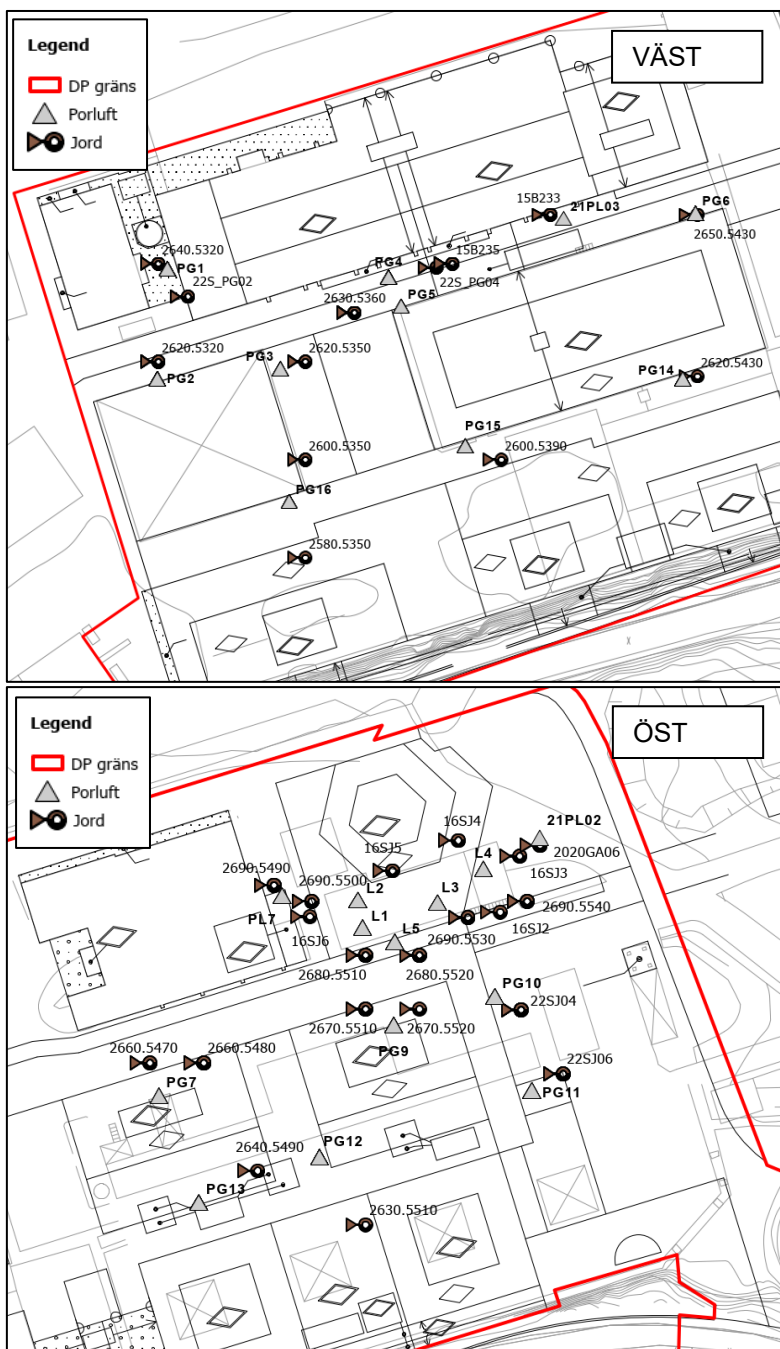 Legend
DP gräns
Porluft
Jord
VÄST
15B233
21PL03
PG6
2650.5430
2640.5320
PG1
22S_PG02
PG4
15B235
22S_PG04
2630.5360
PG5
2620.5320
PG2
PG3
2620.5350
PG14
2620.5430
PG15
2600.5350
2600.5390
PG16
2580.5350
Legend
DP gräns
Porluft
Jord
ÖST
16SJ4
21PL02
2020GA06
16SJ5
L4
16SJ3
2690.5490
2690.5500
L2
L3
2690.5540
PL7
L1
16SJ2
16SJ6
L5
2690.5530
2680.5510
2680.5520
PG10
22SJ04
2670.5510
2670.5520
PG9
2660.5470
2660.5480
22SJ06
PG7
PG11
PG12
2640.5490
PG13
2630.5510